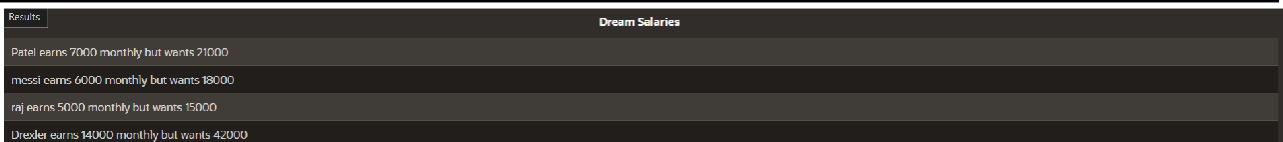 Results
Dream Salaries
Patel earns 7000 monthly but wants 21000
messi earns 6000 monthly but wants 18000
raj earns 5000 monthly but wants 15000
Drexler earns 14000 monthly but wants 42000